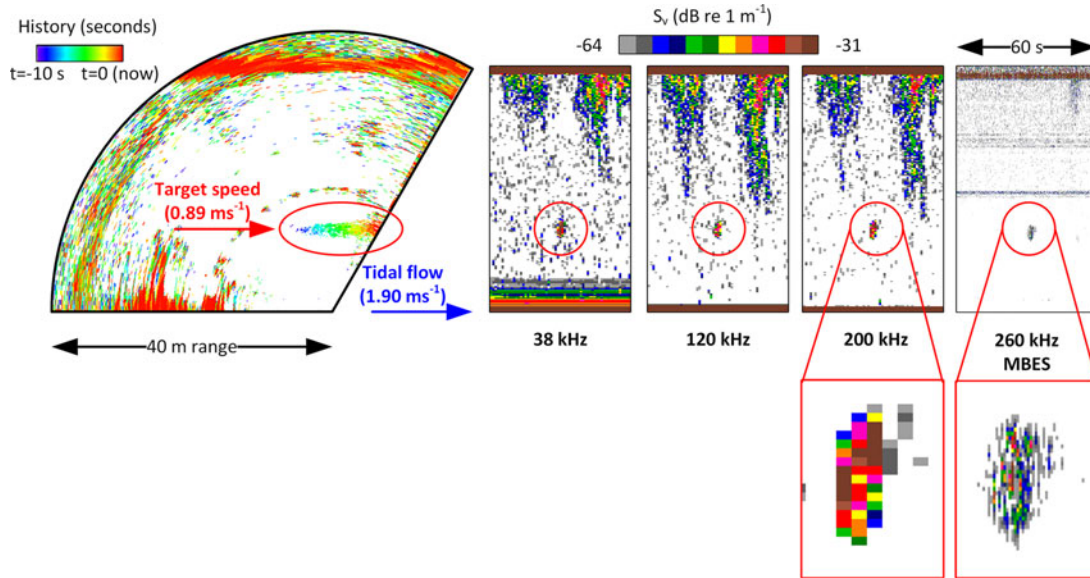 History (seconds)
t=-10 s t=0 (now)
Target speed
(0.89 ms⁻¹)
Tidal flow
(1.90 ms⁻¹)
40 m range
Sᵥ (dB re 1 m⁻¹)
-64 -31
60 s
38 kHz
120 kHz
200 kHz
260 kHz
MBES